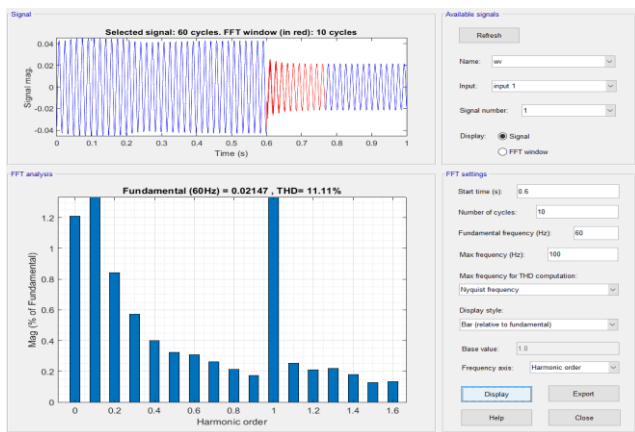 Signal
Selected signal: 60 cycles. FFT window (in red): 10 cycles
Signal mag.
0.04
0.02
0
-0.02
-0.04
0 0.1 0.2 0.3 0.4 0.5 0.6 0.7 0.8 0.9 1
Time (s)
FFT analysis
Fundamental (60Hz) = 0.02147 , THD= 11.11%
Mag (% of Fundamental)
1.2
1
0.8
0.6
0.4
0.2
0
0 0.2 0.4 0.6 0.8 1 1.2 1.4 1.6
Harmonic order
Available signals
Refresh
Name: wv
Input: input 1
Signal number: 1
Display: Signal
FFT window
FFT settings
Start time (s): 0.6
Number of cycles: 10
Fundamental frequency (Hz): 60
Max frequency (Hz): 100
Max frequency for THD computation:
Nyquist frequency
Display style:
Bar (relative to fundamental)
Base value: 1.0
Frequency axis: Harmonic order
Display Export
Help Close